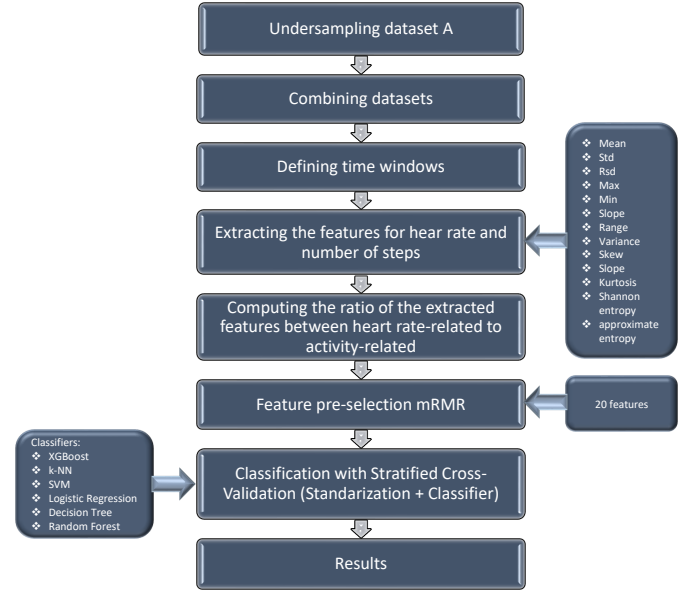 Undersampling dataset A
Combining datasets
Defining time windows
Extracting the features for hear rate and
number of steps
❖ Mean
❖ Std
❖ Rsd
❖ Max
❖ Min
❖ Slope
❖ Range
❖ Variance
❖ Skew
❖ Slope
❖ Kurtosis
❖ Shannon
entropy
❖ approximate
entropy
Computing the ratio of the extracted
features between heart rate-related to
activity-related
Feature pre-selection mRMR
20 features
Classifiers:
❖ XGBoost
❖ k-NN
❖ SVM
❖ Logistic Regression
❖ Decision Tree
❖ Random Forest
Classification with Stratified Cross-
Validation (Standarization + Classifier)
Results